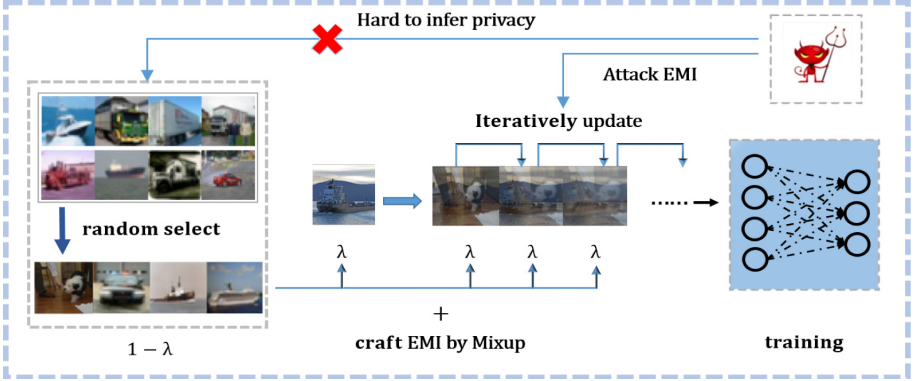 Hard to infer privacy
Attack EMI
Iteratively update
random select
......
λ λ λ λ
+
1 − λ
craft EMI by Mixup
training